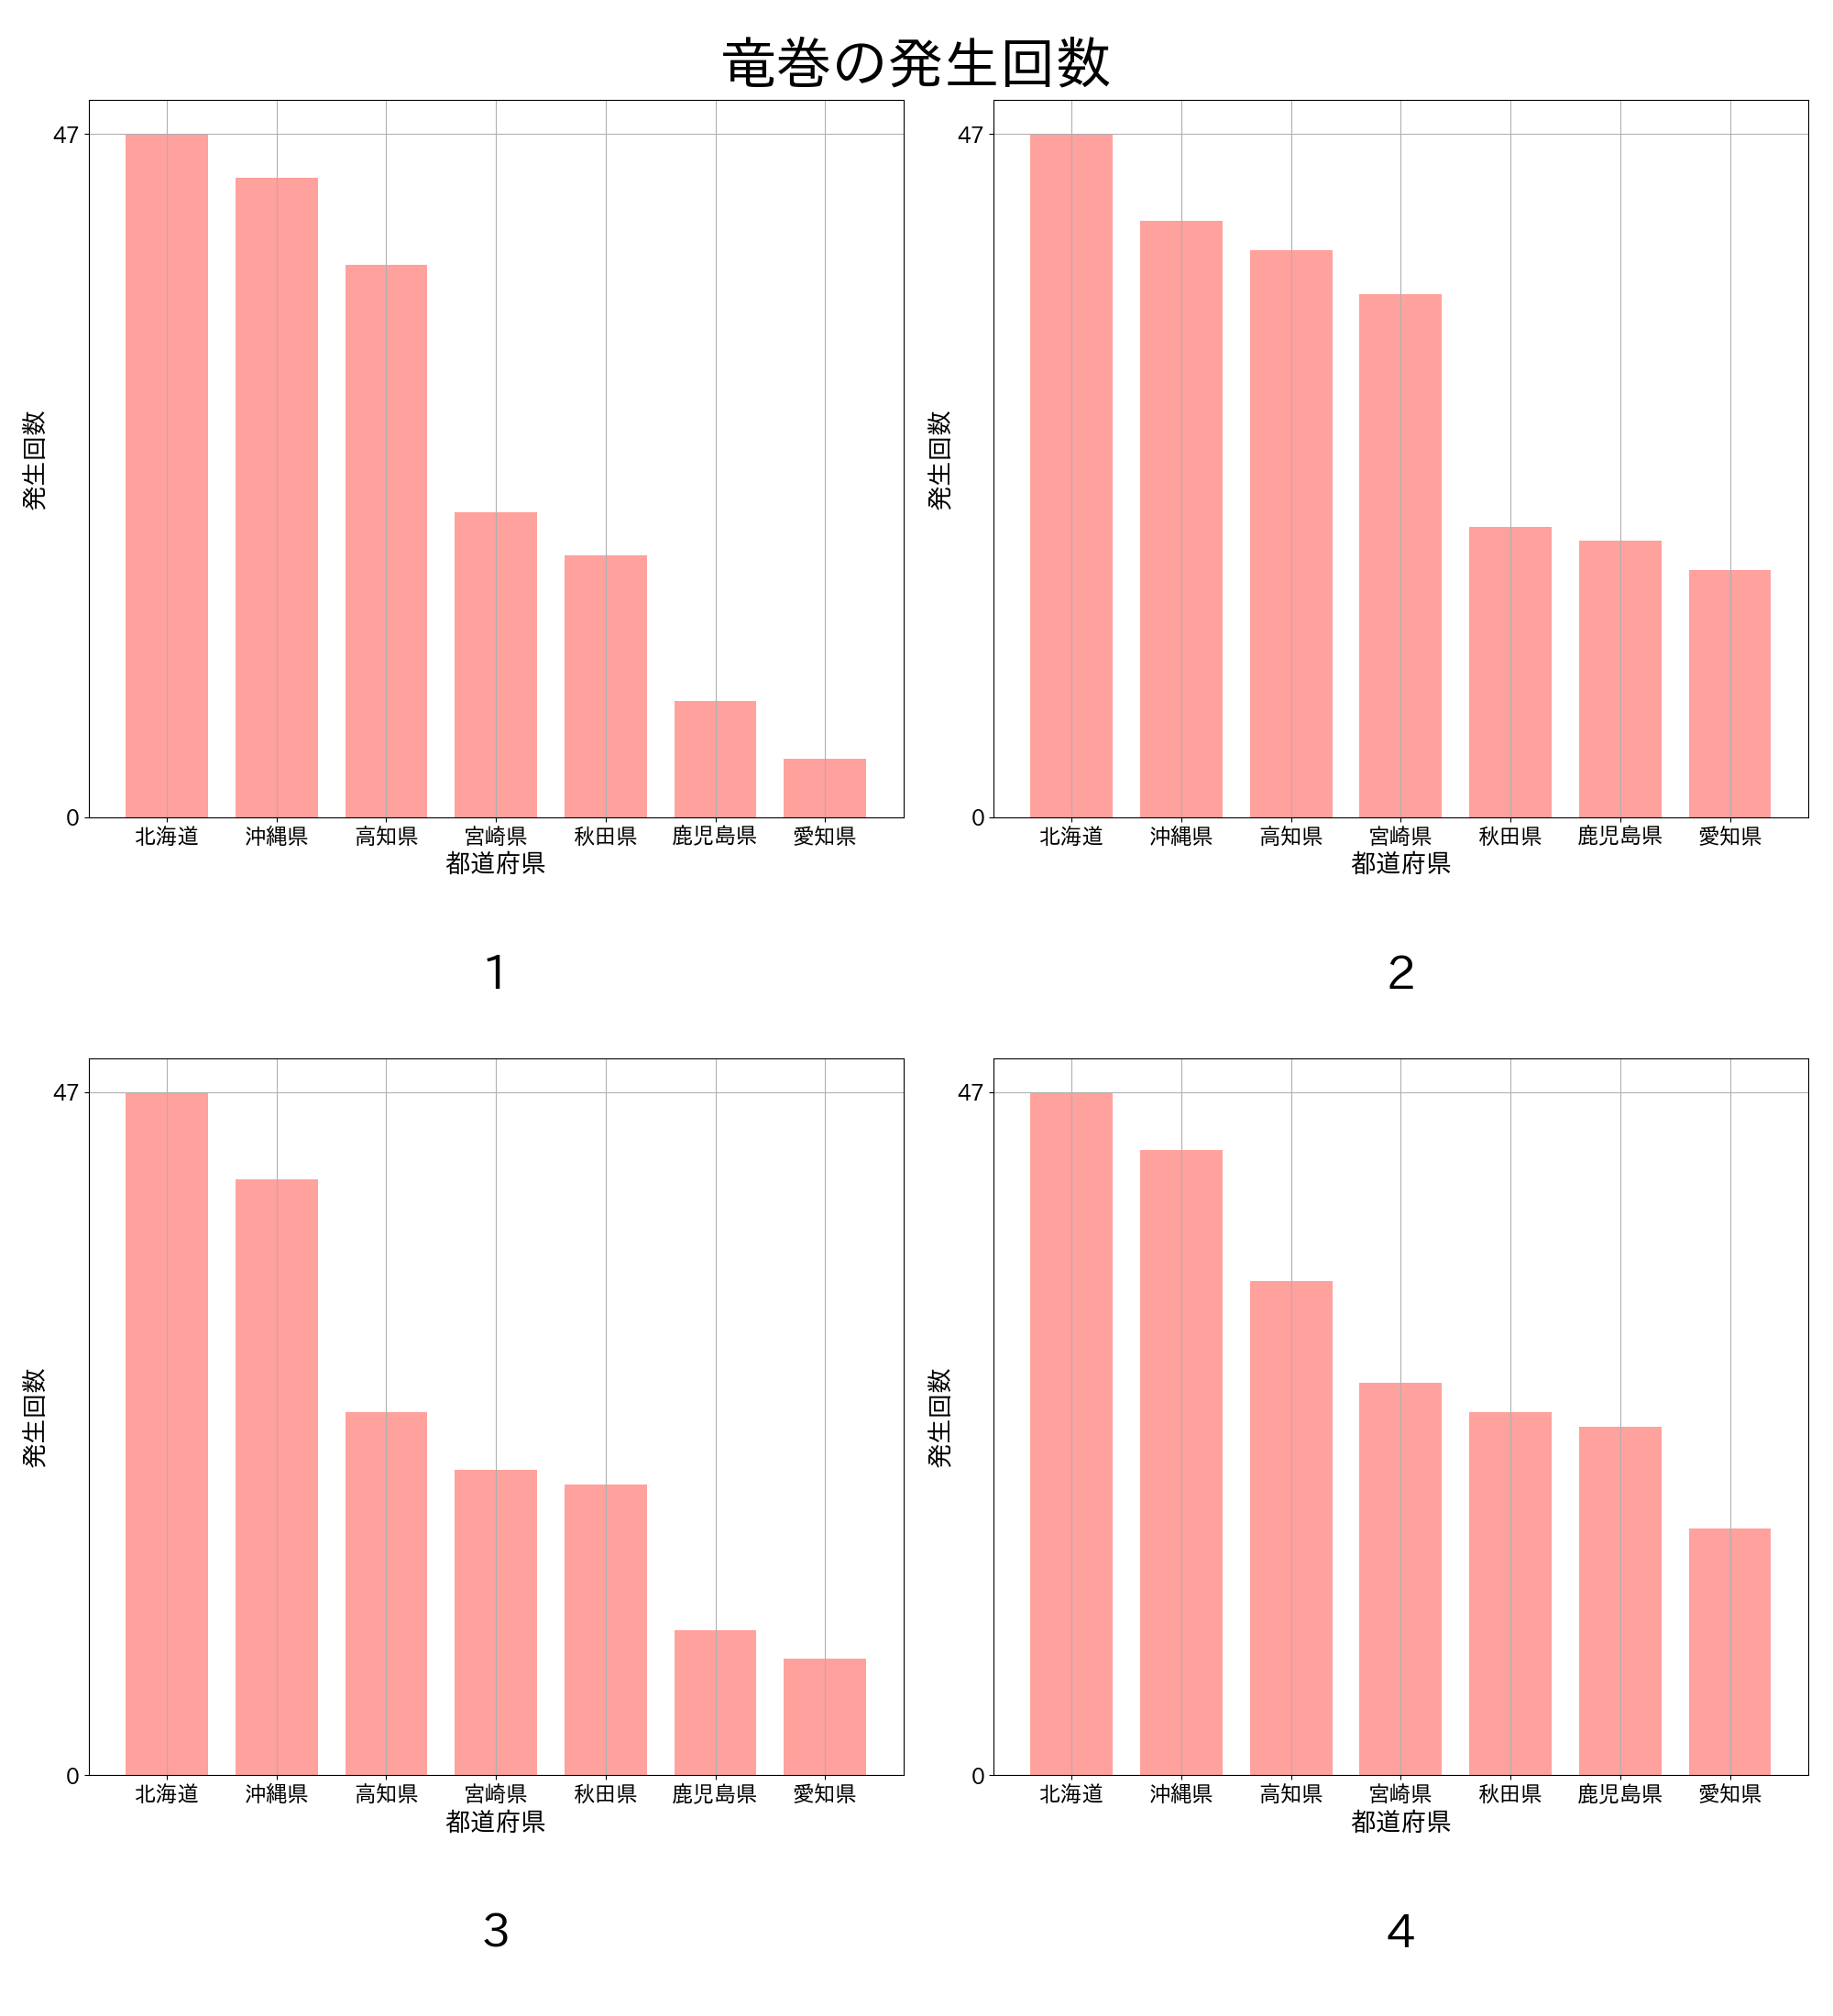 竜巻の発生回数
47
0
発生回数
北海道 沖縄県 高知県 宮崎県 秋田県 鹿児島県 愛知県
都道府県
1
47
0
発生回数
北海道 沖縄県 高知県 宮崎県 秋田県 鹿児島県 愛知県
都道府県
2
47
0
発生回数
北海道 沖縄県 高知県 宮崎県 秋田県 鹿児島県 愛知県
都道府県
3
47
0
発生回数
北海道 沖縄県 高知県 宮崎県 秋田県 鹿児島県 愛知県
都道府県
4